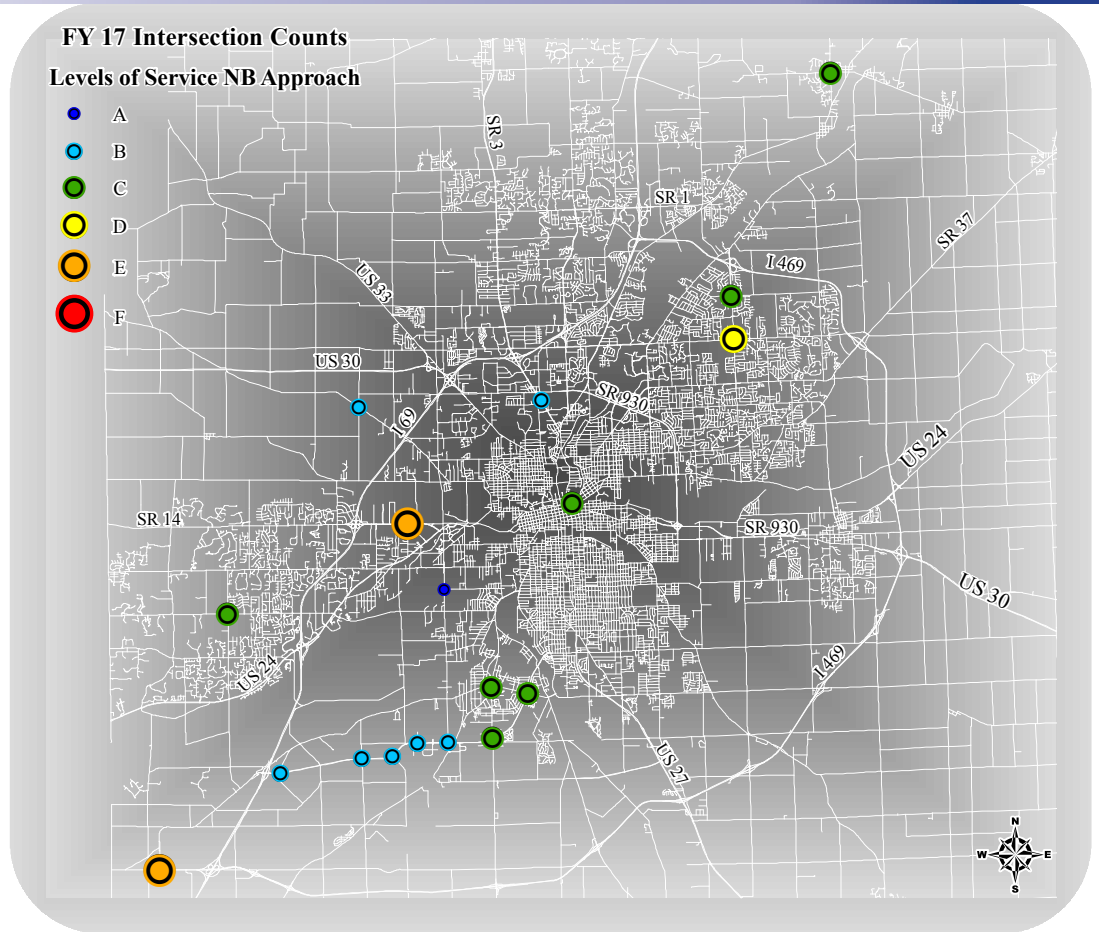 FY 17 Intersection Counts
Levels of Service NB Approach
A
B
C
D
E
F
SR 3
SR 1
SR 37
I 469
US 33
US 30
SR 930
I 69
US 24
SR 14
SR 930
US 30
US 24
I 469
US 27
N
W
E
S